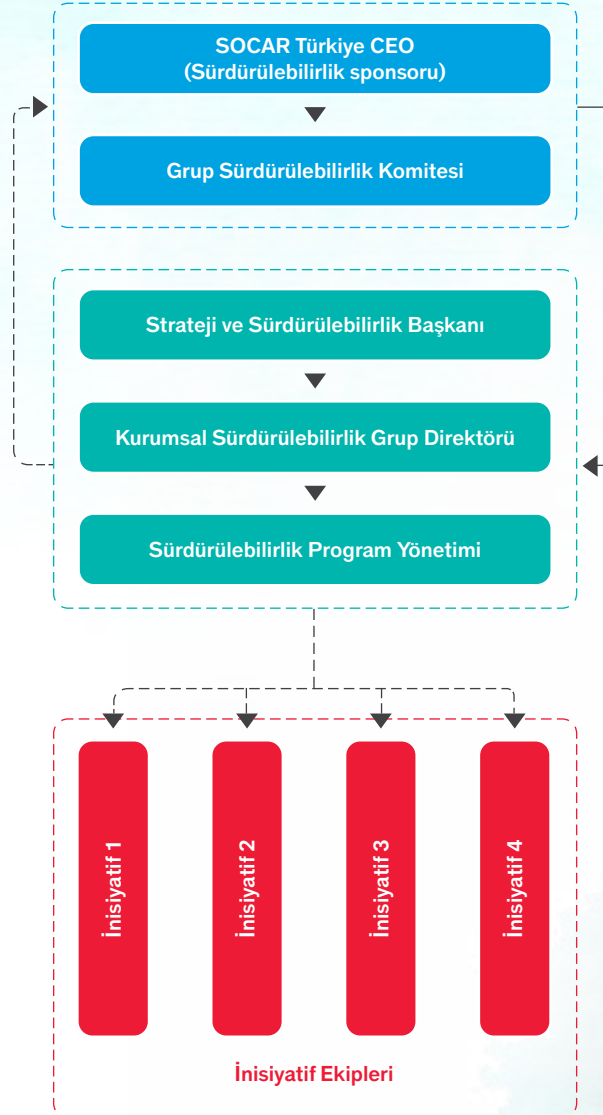 SOCAR Türkiye CEO
(Sürdürülebilirlik sponsoru)
Grup Sürdürülebilirlik Komitesi
Strateji ve Sürdürülebilirlik Başkanı
Kurumsal Sürdürülebilirlik Grup Direktörü
Sürdürülebilirlik Program Yönetimi
İnisiyatif 1
İnisiyatif 2
İnisiyatif 3
İnisiyatif 4
İnisiyatif Ekipleri